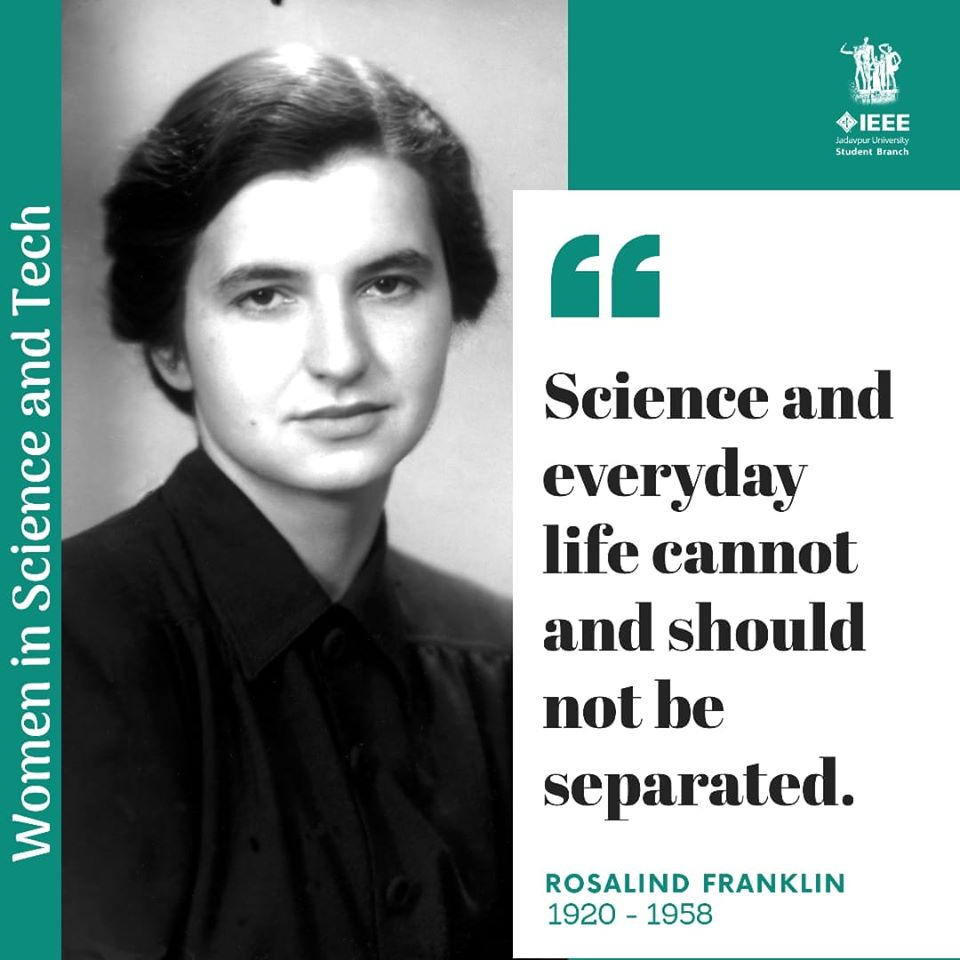 Women in Science and Tech
IEEE
Jadavpur University
Student Branch
“
Science and
everyday
life cannot
and should
not be
separated.
ROSALIND FRANKLIN
1920 - 1958